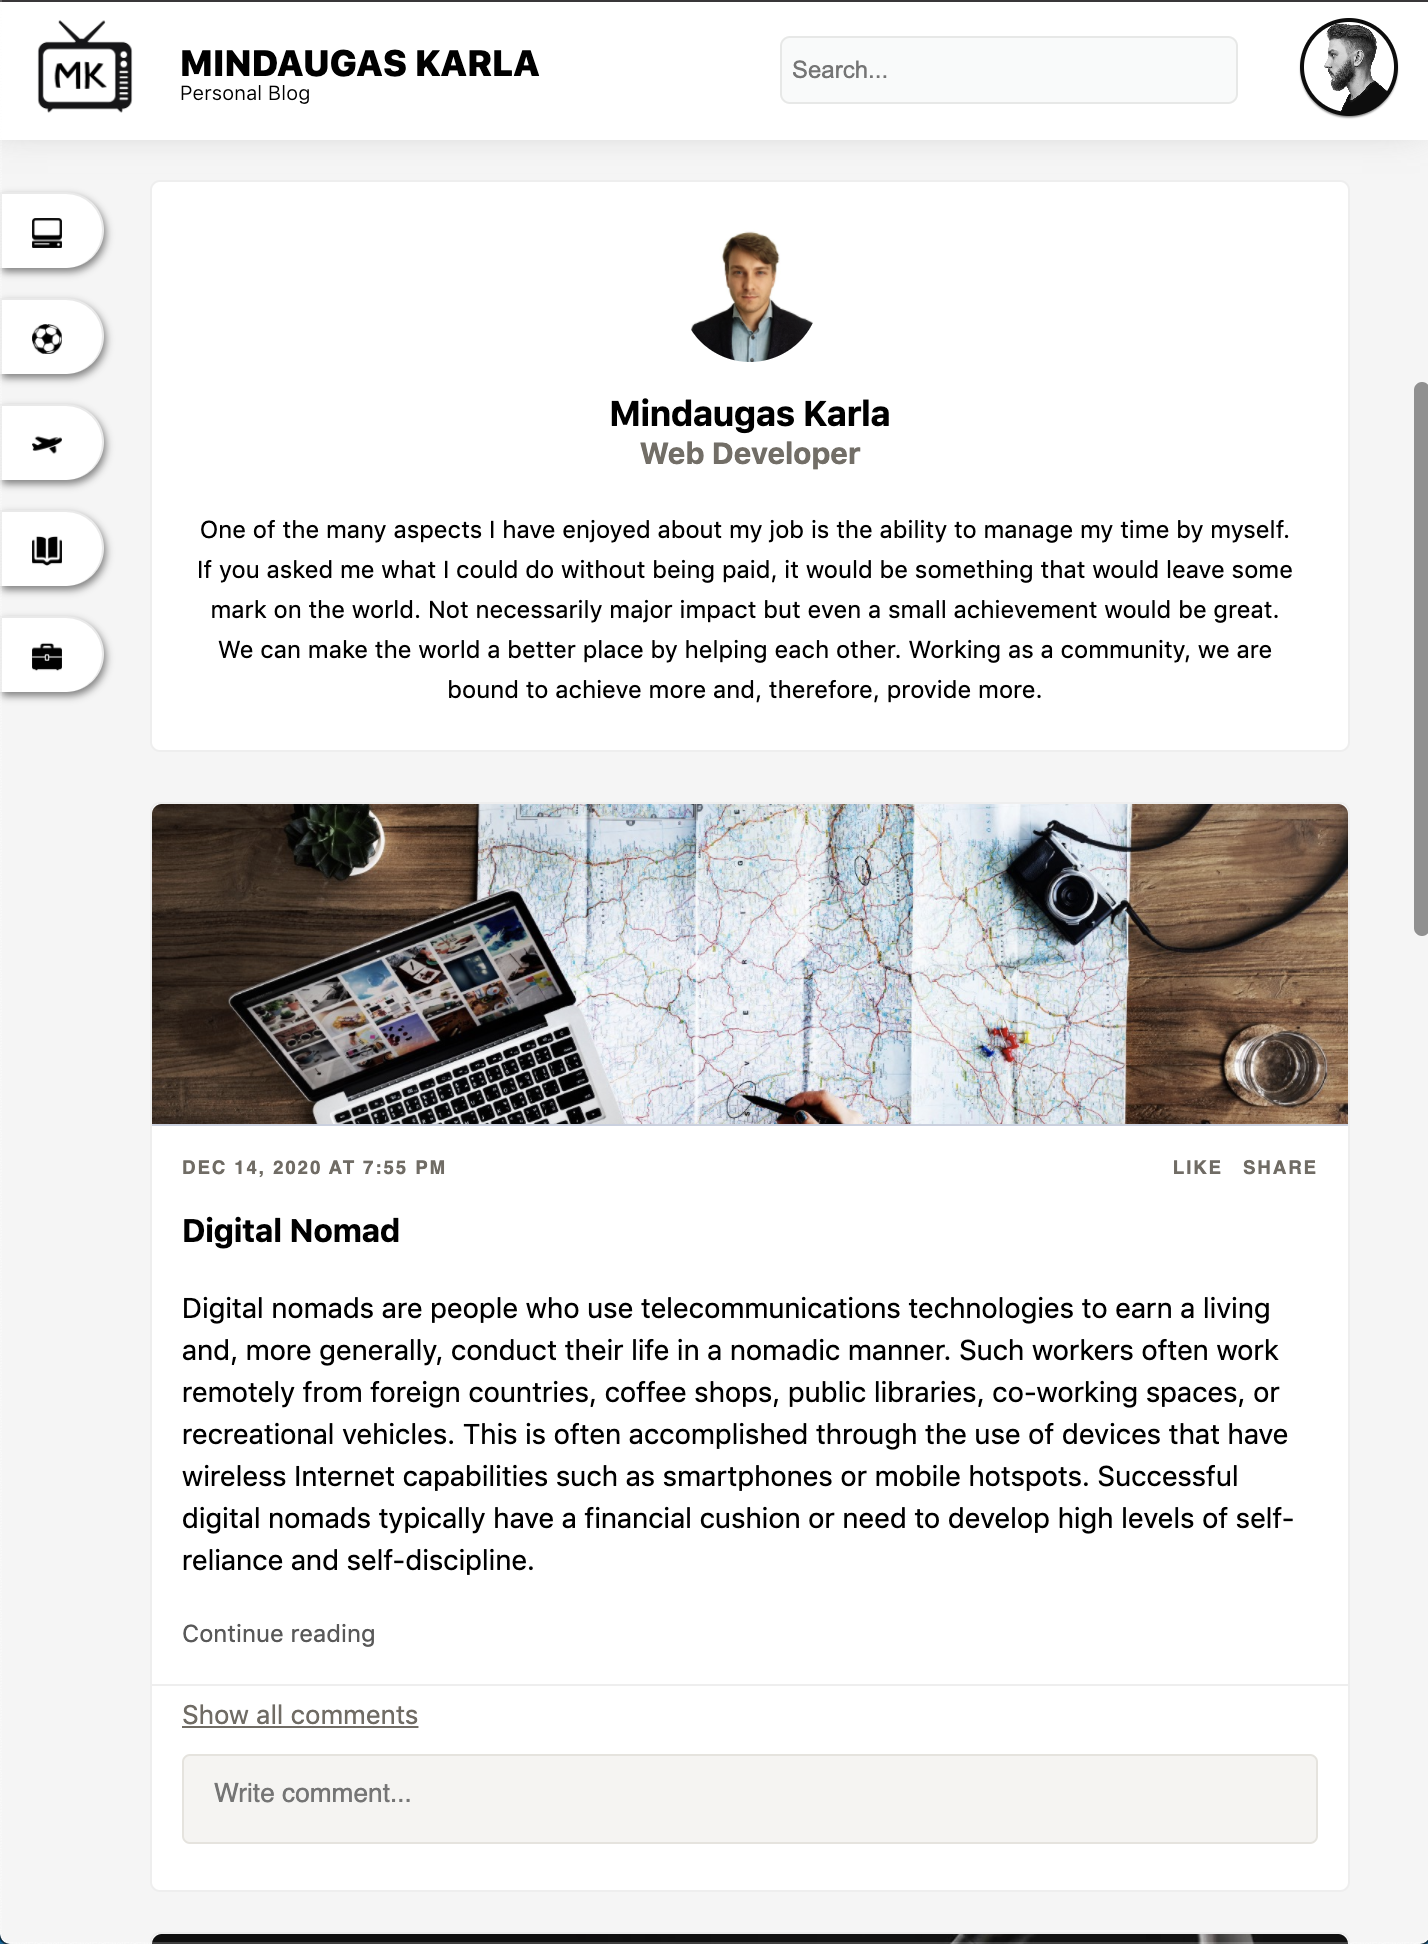 MK
MINDAUGAS KARLA
Personal Blog
Search...
Mindaugas Karla
Web Developer
One of the many aspects I have enjoyed about my job is the ability to manage my time by myself.
If you asked me what I could do without being paid, it would be something that would leave some
mark on the world. Not necessarily major impact but even a small achievement would be great.
We can make the world a better place by helping each other. Working as a community, we are
bound to achieve more and, therefore, provide more.
DEC 14, 2020 AT 7:55 PM
LIKE SHARE
Digital Nomad
Digital nomads are people who use telecommunications technologies to earn a living
and, more generally, conduct their life in a nomadic manner. Such workers often work
remotely from foreign countries, coffee shops, public libraries, co-working spaces, or
recreational vehicles. This is often accomplished through the use of devices that have
wireless Internet capabilities such as smartphones or mobile hotspots. Successful
digital nomads typically have a financial cushion or need to develop high levels of self-
reliance and self-discipline.
Continue reading
Show all comments
Write comment...